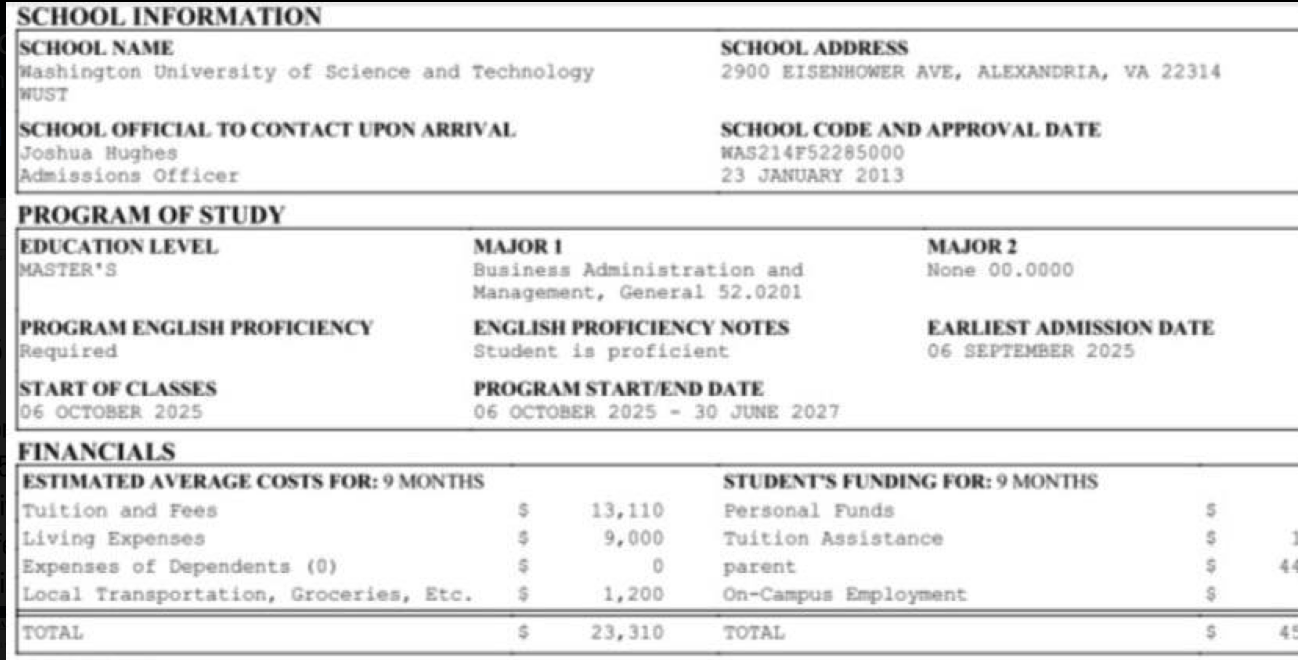 SCHOOL INFORMATION
SCHOOL NAME
Washington University of Science and Technology
WUST
SCHOOL ADDRESS
2900 EISENHOWER AVE, ALEXANDRIA, VA 22314
SCHOOL OFFICIAL TO CONTACT UPON ARRIVAL
Joshua Hughes
Admissions Officer
SCHOOL CODE AND APPROVAL DATE
WAS214F52285000
23 JANUARY 2013
PROGRAM OF STUDY
EDUCATION LEVEL
MASTER'S
MAJOR 1
Business Administration and
Management, General 52.0201
MAJOR 2
None 00.0000
PROGRAM ENGLISH PROFICIENCY
Required
ENGLISH PROFICIENCY NOTES
Student is proficient
EARLIEST ADMISSION DATE
06 SEPTEMBER 2025
START OF CLASSES
06 OCTOBER 2025
PROGRAM START/END DATE
06 OCTOBER 2025 - 30 JUNE 2027
FINANCIALS
ESTIMATED AVERAGE COSTS FOR: 9 MONTHS
Tuition and Fees $ 13,110
Living Expenses $ 9,000
Expenses of Dependents (0) $ 0
Local Transportation, Groceries, Etc. $ 1,200
TOTAL $ 23,310
STUDENT'S FUNDING FOR: 9 MONTHS
Personal Funds $
Tuition Assistance $ 1
parent $ 44
On-Campus Employment $
TOTAL $ 45